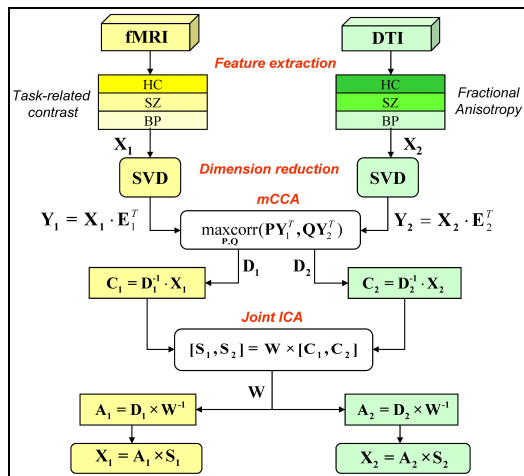 fMRI
DTI
Feature extraction
Task-related
contrast
HC
SZ
BP
HC
SZ
BP
Fractional
Anisotropy
X₁
X₂
SVD
Dimension reduction
SVD
mCCA
Y₁ = X₁ · E₁ᵀ
max corr(PY₁ᵀ, QY₂ᵀ)
P,Q
Y₂ = X₂ · E₂ᵀ
D₁
D₂
C₁ = D₁⁻¹ · X₁
C₂ = D₂⁻¹ · X₂
Joint ICA
[S₁, S₂] = W × [C₁, C₂]
W
A₁ = D₁ × W⁻¹
A₂ = D₂ × W⁻¹
X₁ = A₁ × S₁
X₂ = A₂ × S₂